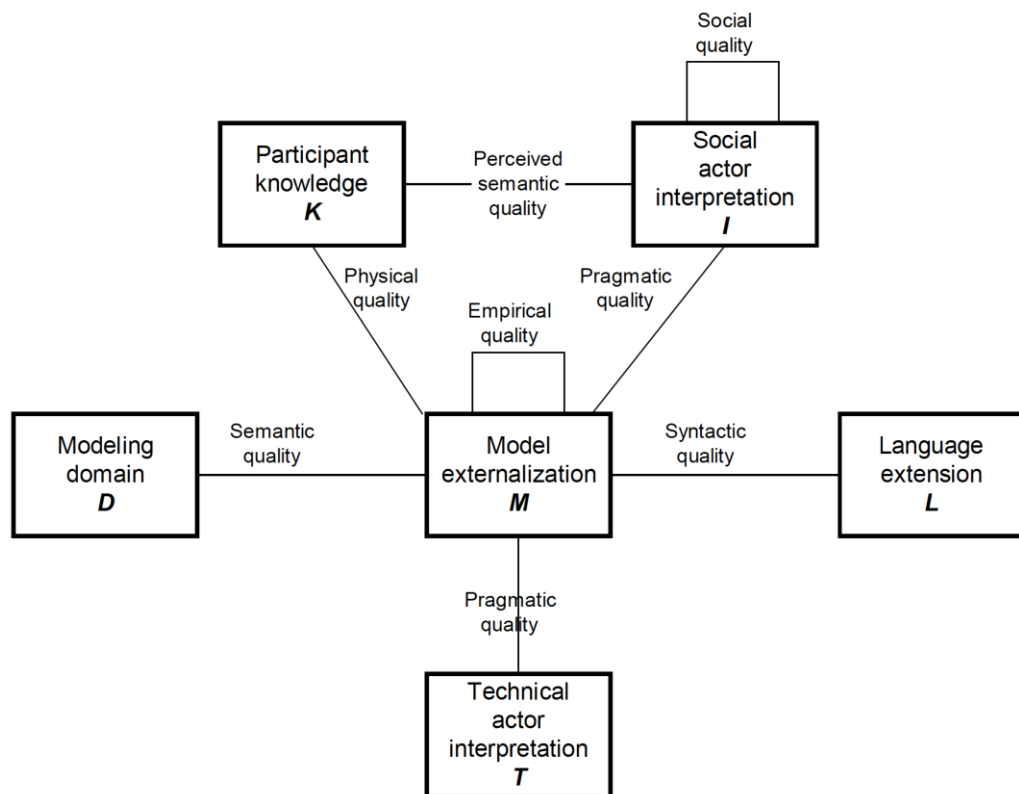 Social
quality
Participant
knowledge
K
Perceived
semantic
quality
Social
actor
interpretation
I
Physical
quality
Pragmatic
quality
Empirical
quality
Modeling
domain
D
Semantic
quality
Model
externalization
M
Syntactic
quality
Language
extension
L
Pragmatic
quality
Technical
actor
interpretation
T